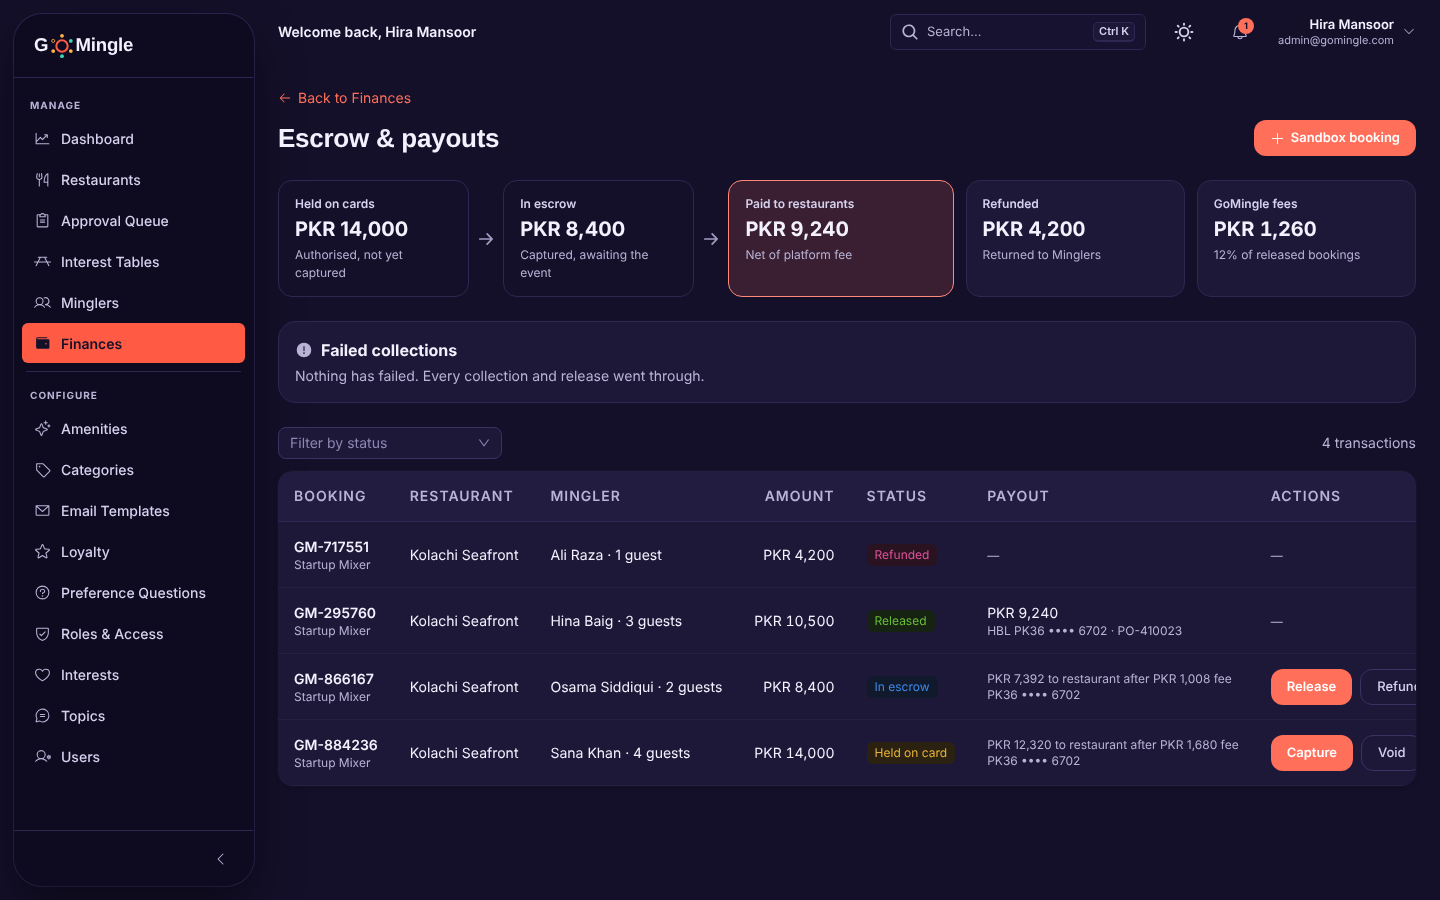 GoMingle
Welcome back, Hira Mansoor
Search...
Ctrl K
1
Hira Mansoor
admin@gomingle.com
MANAGE
Dashboard
Restaurants
Approval Queue
Interest Tables
Minglers
Finances
CONFIGURE
Amenities
Categories
Email Templates
Loyalty
Preference Questions
Roles & Access
Interests
Topics
Users
← Back to Finances
Escrow & payouts
+ Sandbox booking
Held on cards
PKR 14,000
Authorised, not yet
captured
→
In escrow
PKR 8,400
Captured, awaiting the
event
→
Paid to restaurants
PKR 9,240
Net of platform fee
Refunded
PKR 4,200
Returned to Minglers
GoMingle fees
PKR 1,260
12% of released bookings
Failed collections
Nothing has failed. Every collection and release went through.
Filter by status
4 transactions
BOOKING RESTAURANT MINGLER AMOUNT STATUS PAYOUT ACTIONS
GM-717551
Startup Mixer
Kolachi Seafront
Ali Raza · 1 guest
PKR 4,200
Refunded
—
—
GM-295760
Startup Mixer
Kolachi Seafront
Hina Baig · 3 guests
PKR 10,500
Released
PKR 9,240
HBL PK36 •••• 6702 · PO-410023
—
GM-866167
Startup Mixer
Kolachi Seafront
Osama Siddiqui · 2 guests
PKR 8,400
In escrow
PKR 7,392 to restaurant after PKR 1,008 fee
PK36 •••• 6702
Release
Refund
GM-884236
Startup Mixer
Kolachi Seafront
Sana Khan · 4 guests
PKR 14,000
Held on card
PKR 12,320 to restaurant after PKR 1,680 fee
PK36 •••• 6702
Capture
Void